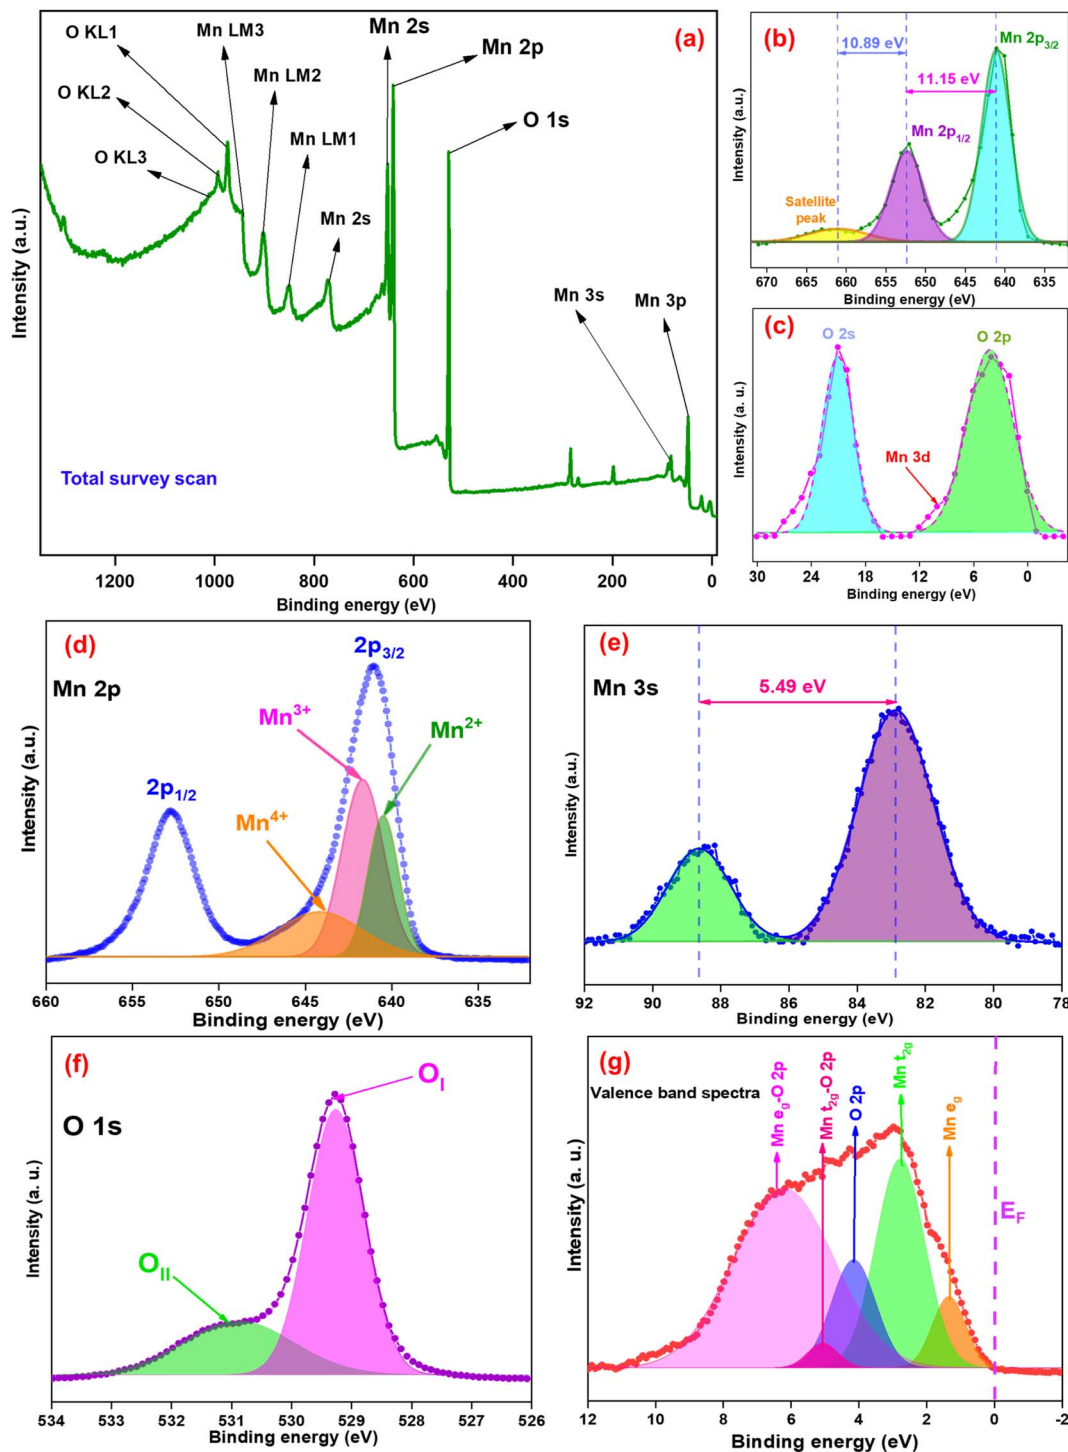 (a)
O KL1
Mn LM3
Mn 2s
Mn 2p
Mn LM2
O KL2
O 1s
Mn LM1
O KL3
Mn 2s
Mn 3s
Mn 3p
Total survey scan
Intensity (a.u.)
1200 1000 800 600 400 200 0
Binding energy (eV)
(b)
Mn 2p3/2
10.89 eV
11.15 eV
Mn 2p1/2
Satellite
peak
Intensity (a.u.)
670 665 660 655 650 645 640 635
Binding energy (eV)
(c)
O 2s
O 2p
Mn 3d
Intensity (a. u.)
30 24 18 12 6 0
Binding energy (eV)
(d)
Mn 2p
2p3/2
Mn3+
Mn2+
2p1/2
Mn4+
Intensity (a.u.)
660 655 650 645 640 635
Binding energy (eV)
(e)
Mn 3s
5.49 eV
Intensity (a.u.)
92 90 88 86 84 82 80 78
Binding energy (eV)
(f)
OI
O 1s
OII
Intensity (a. u.)
534 533 532 531 530 529 528 527 526
Binding energy (eV)
(g)
Valence band spectra
Mn eg-O 2p
Mn t2g-O 2p
O 2p
Mn t2g
Mn eg
EF
Intensity (a. u.)
12 10 8 6 4 2 0 -2
Binding energy (eV)